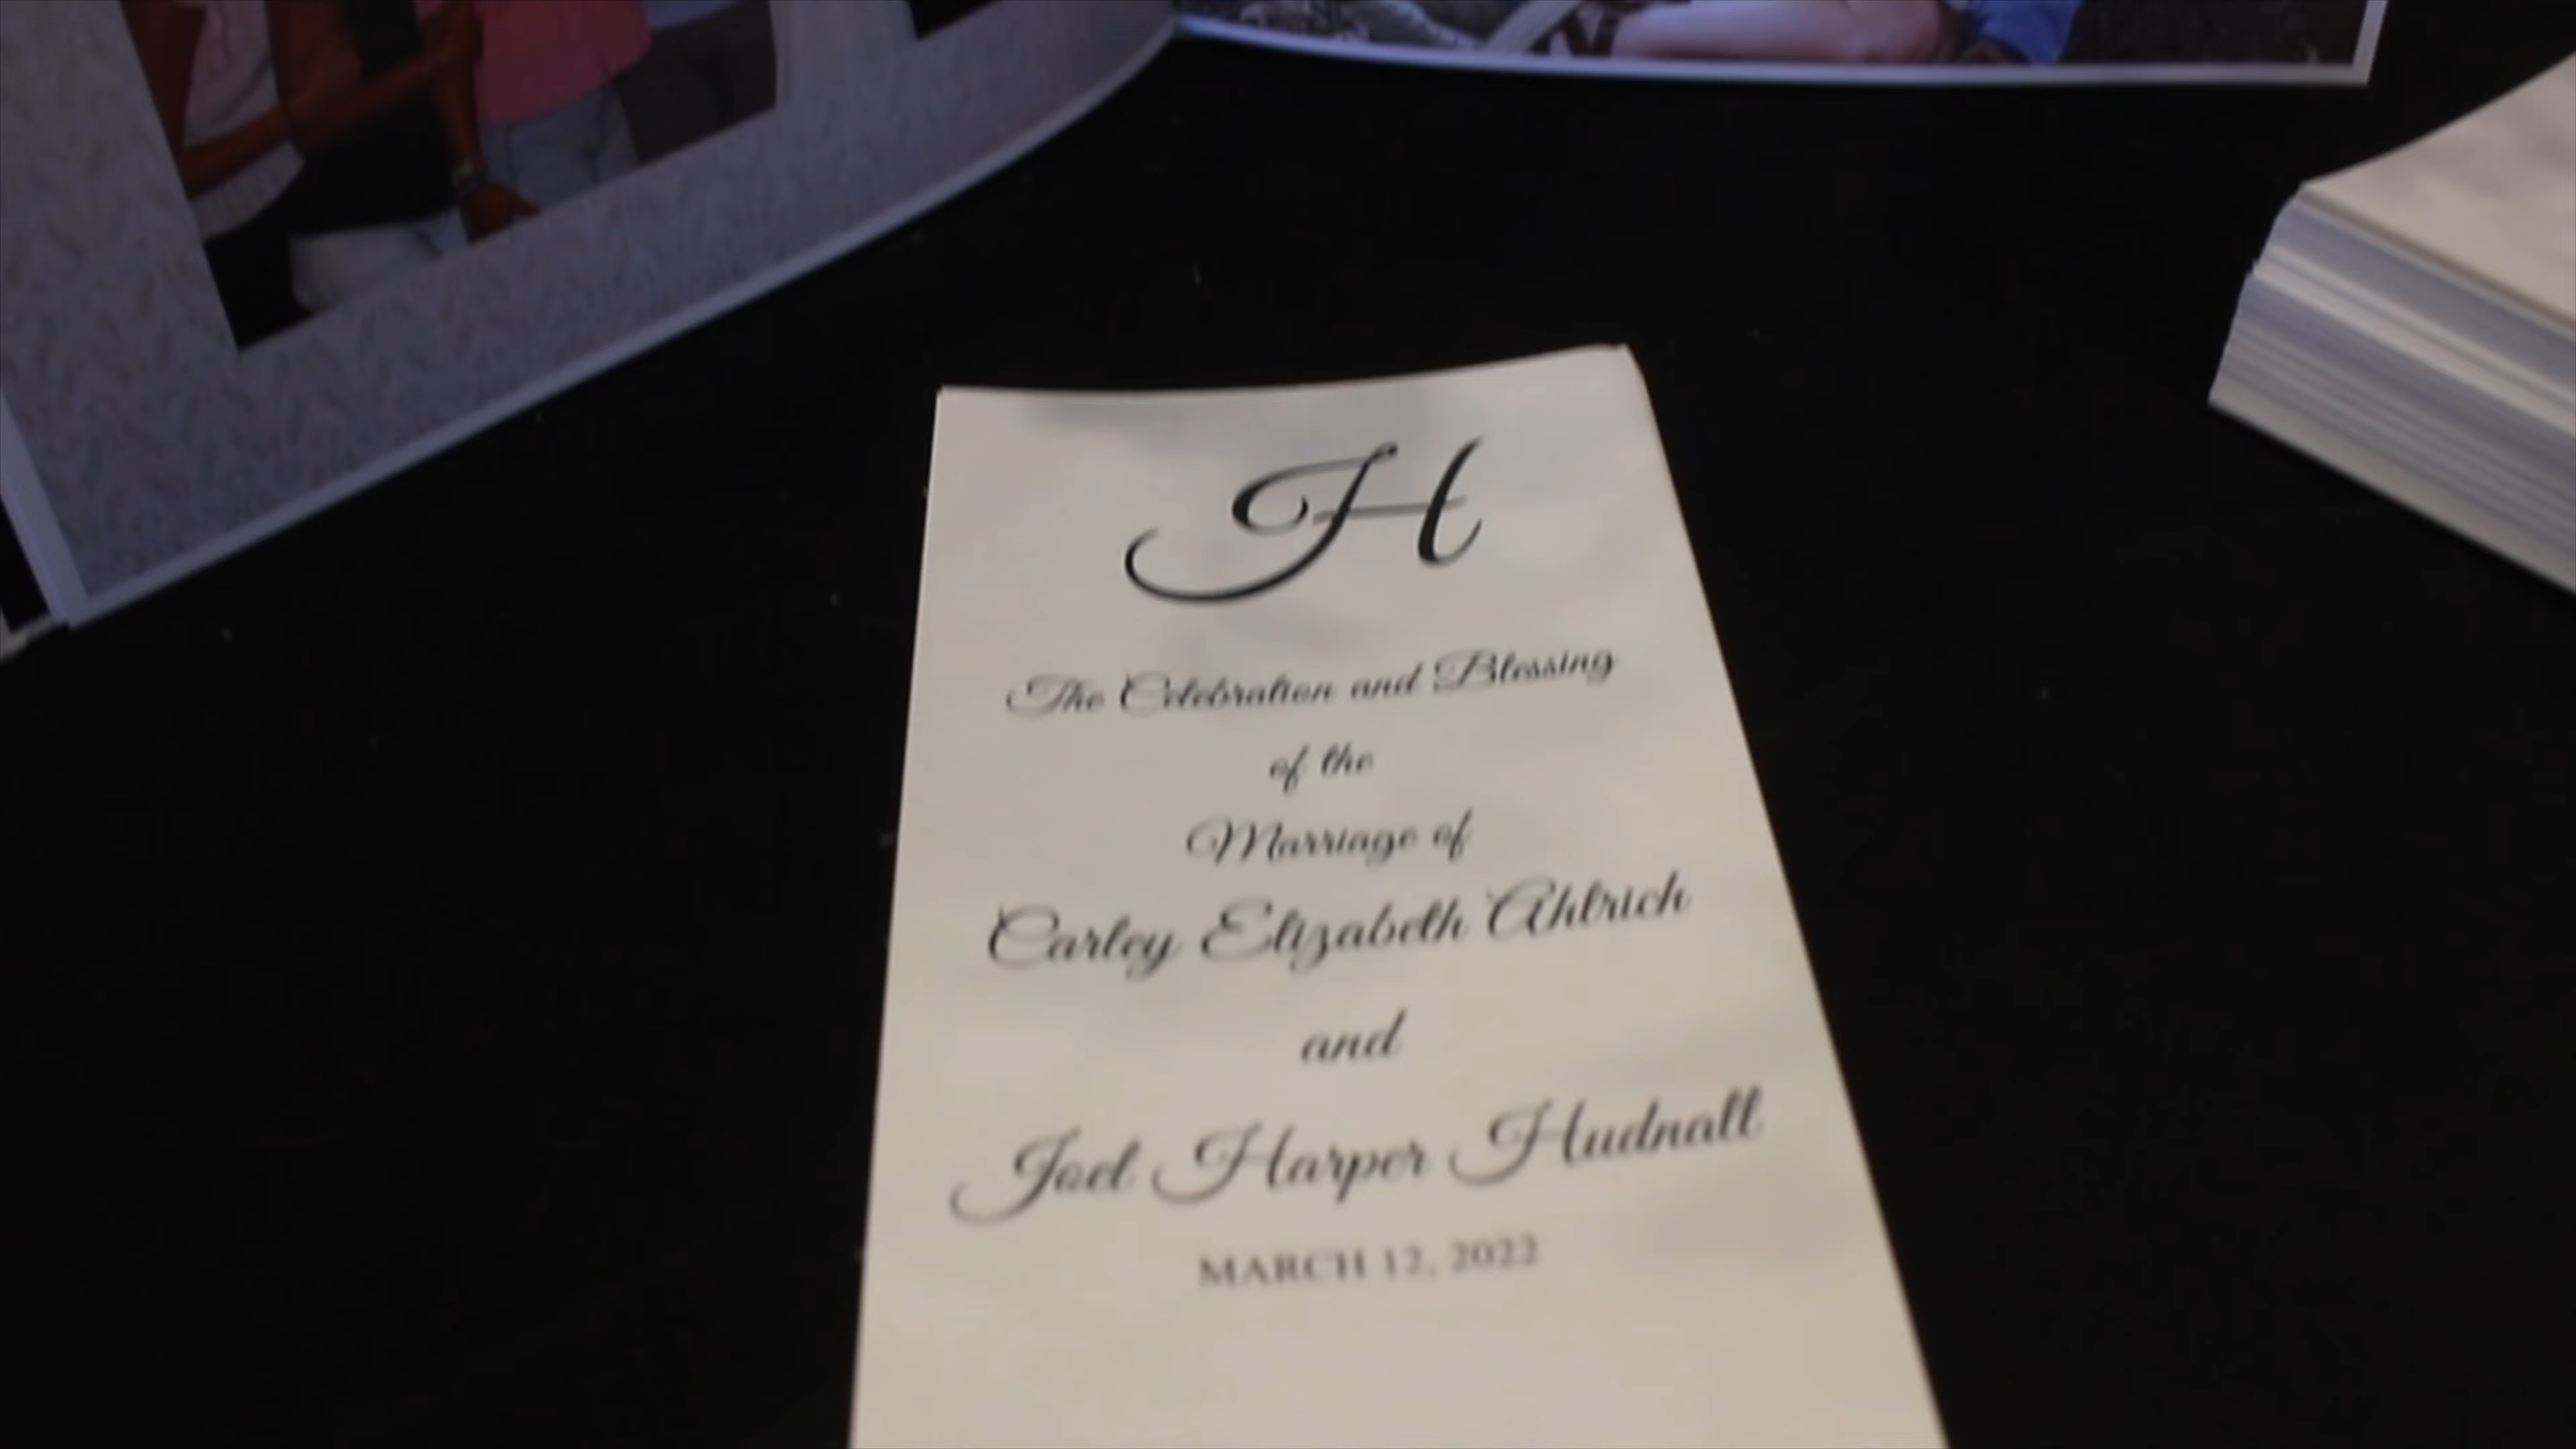 H
The Celebration and Blessing
of the
Marriage of
Carley Elizabeth Ahlrich
and
Joel Harper Hudnall
MARCH 12, 2022